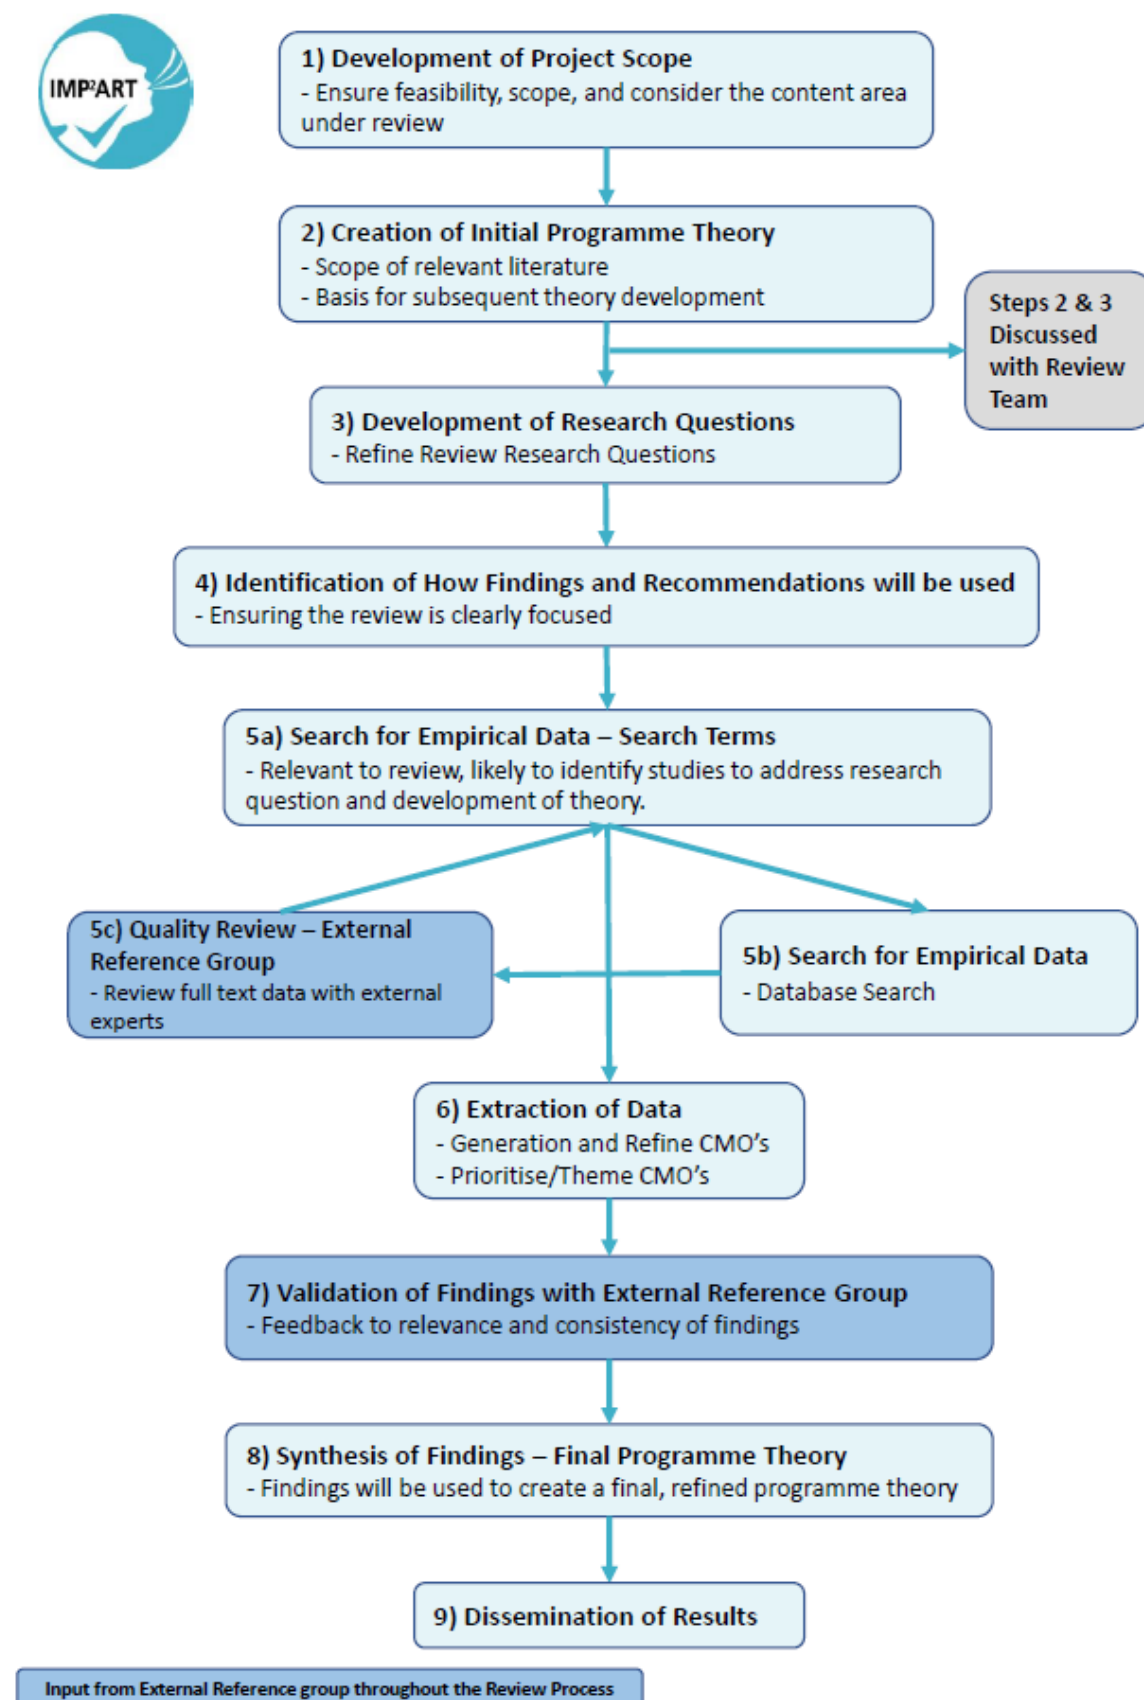 IMP²ART
1) Development of Project Scope
- Ensure feasibility, scope, and consider the content area
under review
2) Creation of Initial Programme Theory
- Scope of relevant literature
- Basis for subsequent theory development
Steps 2 & 3
Discussed
with Review
Team
3) Development of Research Questions
- Refine Review Research Questions
4) Identification of How Findings and Recommendations will be used
- Ensuring the review is clearly focused
5a) Search for Empirical Data – Search Terms
- Relevant to review, likely to identify studies to address research
question and development of theory.
5c) Quality Review – External
Reference Group
- Review full text data with external
experts
5b) Search for Empirical Data
- Database Search
6) Extraction of Data
- Generation and Refine CMO's
- Prioritise/Theme CMO's
7) Validation of Findings with External Reference Group
- Feedback to relevance and consistency of findings
8) Synthesis of Findings – Final Programme Theory
- Findings will be used to create a final, refined programme theory
9) Dissemination of Results
Input from External Reference group throughout the Review Process